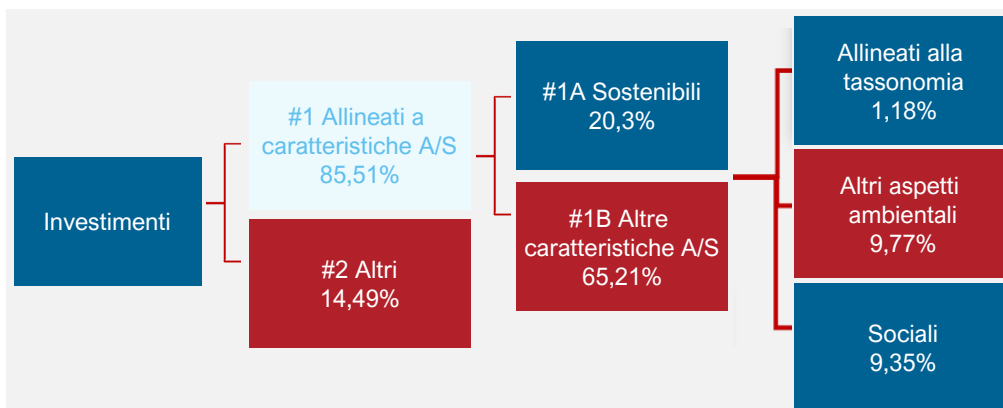 Investimenti
#1 Allineati a
caratteristiche A/S
85,51%
#2 Altri
14,49%
#1A Sostenibili
20,3%
#1B Altre
caratteristiche A/S
65,21%
Allineati alla
tassonomia
1,18%
Altri aspetti
ambientali
9,77%
Sociali
9,35%